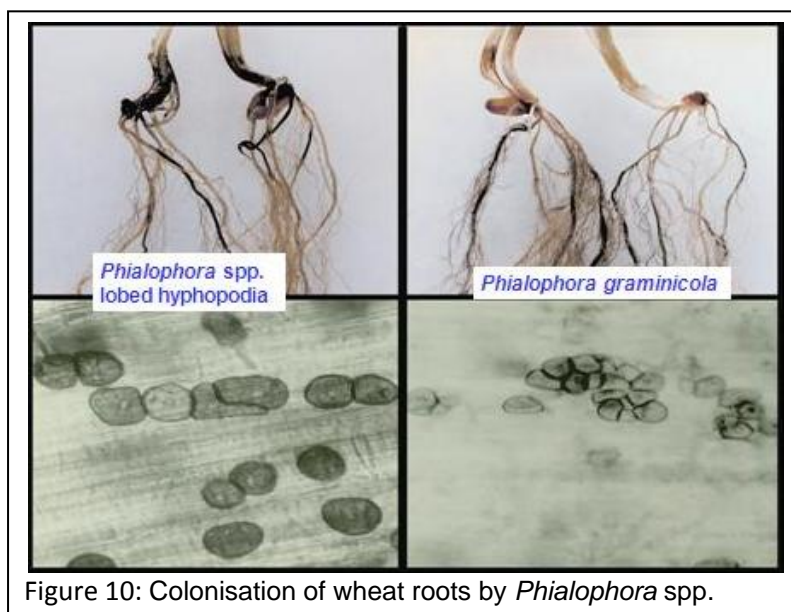 Phialophora spp.
lobed hyphopodia
Phialophora graminicola
Figure 10: Colonisation of wheat roots by Phialophora spp.